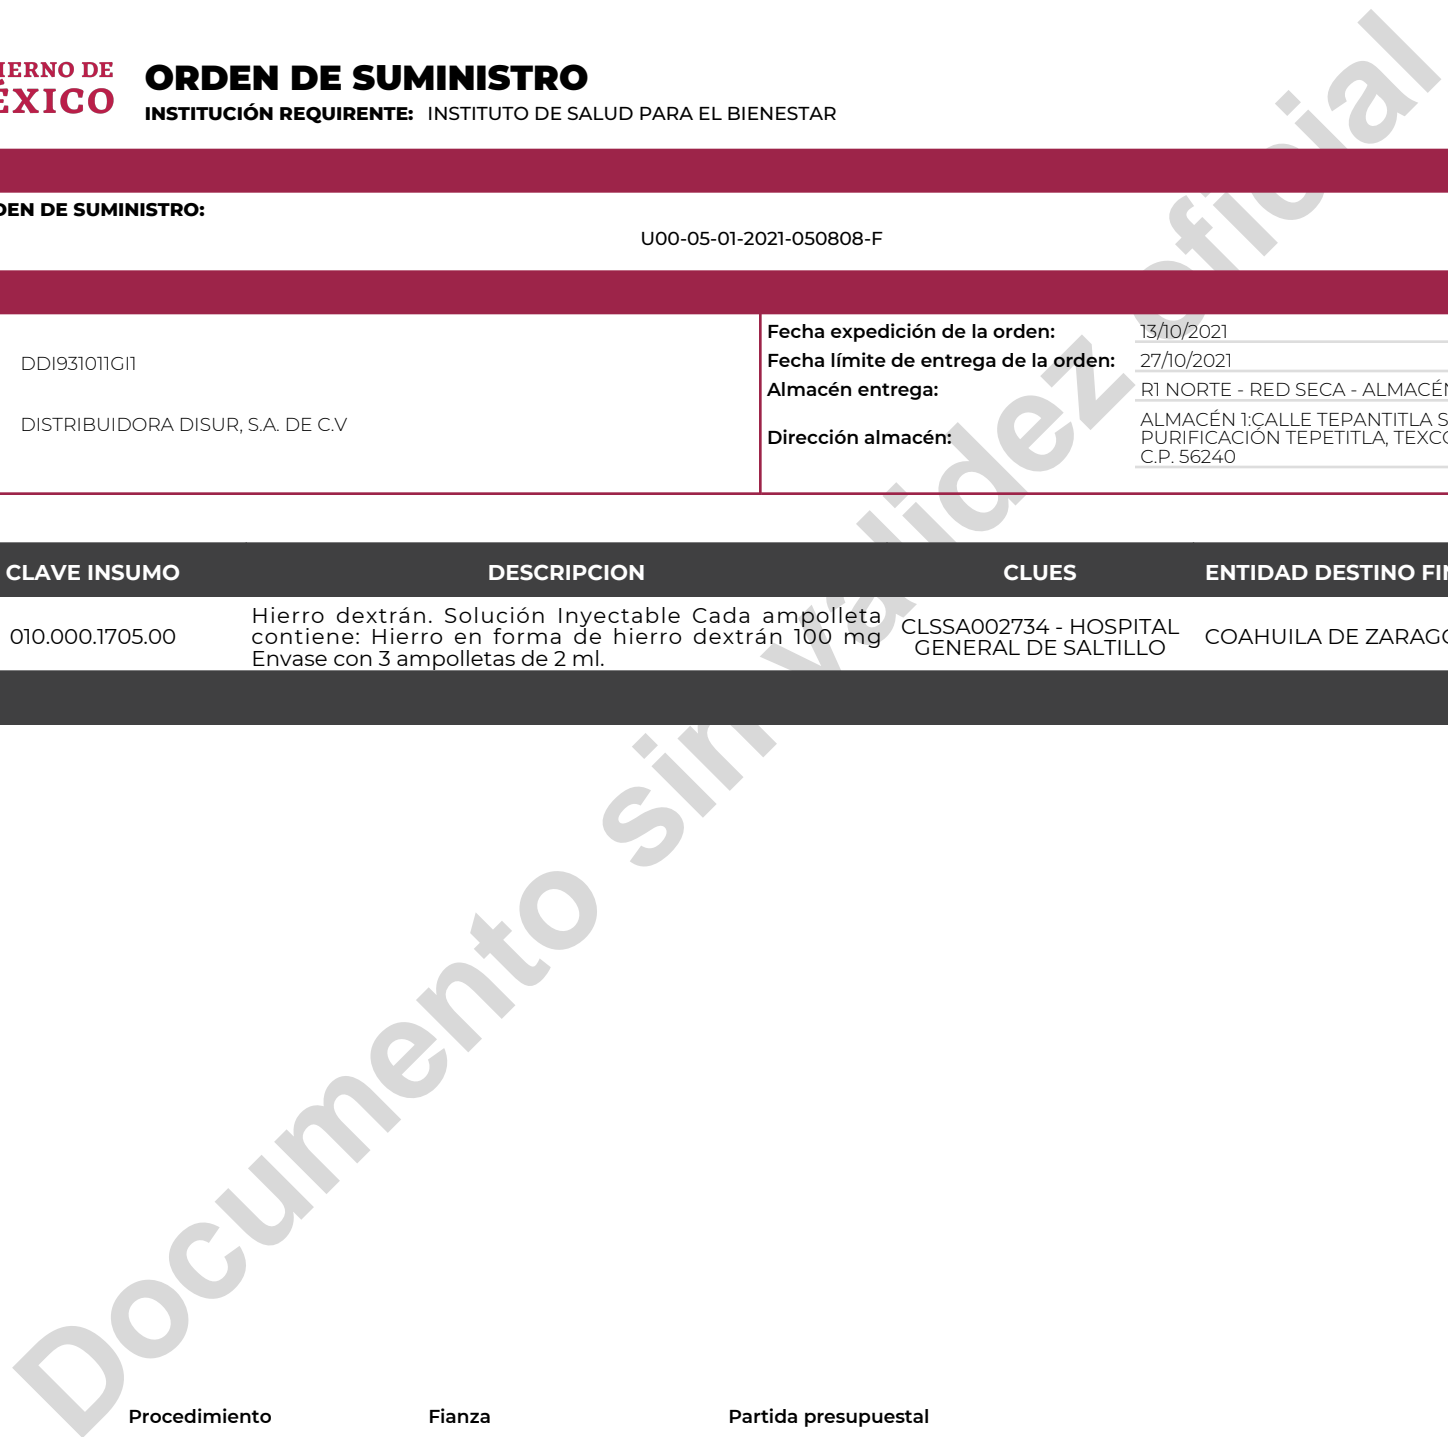 ORDEN DE SUMINISTRO
INSTITUCIÓN REQUIRENTE: INSTITUTO DE SALUD PARA EL BIENESTAR
IERNO DE
ÉXICO
DEN DE SUMINISTRO:
U00-05-01-2021-050808-F
DDI931011GI1
DISTRIBUIDORA DISUR, S.A. DE C.V
Fecha expedición de la orden: 13/10/2021
Fecha límite de entrega de la orden: 27/10/2021
Almacén entrega: R1 NORTE - RED SECA - ALMACÉN
Dirección almacén:
ALMACÉN 1:CALLE TEPANTITLA S
PURIFICACIÓN TEPETITLA, TEXCO
C.P. 56240
CLAVE INSUMO DESCRIPCION CLUES ENTIDAD DESTINO FIN
010.000.1705.00
Hierro dextrán. Solución Inyectable Cada ampolleta
contiene: Hierro en forma de hierro dextrán 100 mg
Envase con 3 ampolletas de 2 ml.
CLSSA002734 - HOSPITAL
GENERAL DE SALTILLO
COAHUILA DE ZARAGO
Documento sin validez oficial
Procedimiento Fianza Partida presupuestal